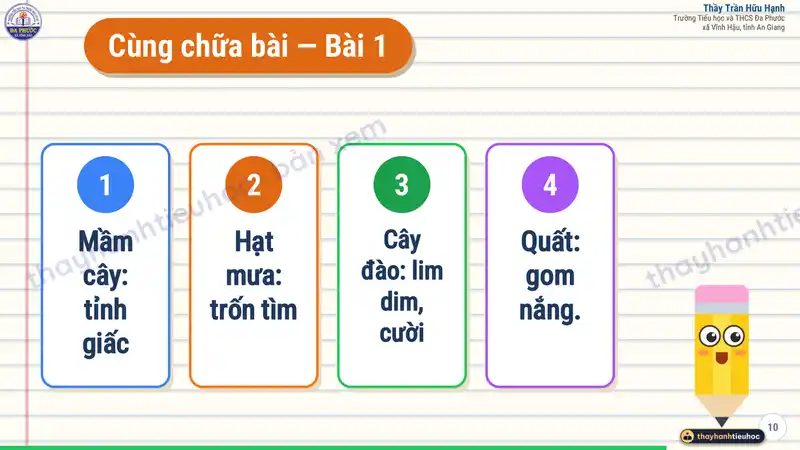 Thầy Trần Hữu Hạnh
Trường Tiểu học và THCS Đa Phước
xã Vĩnh Hậu, tỉnh An Giang
ĐA PHƯỚC
Cùng chữa bài – Bài 1
1
Mầm
cây:
tỉnh
giấc
2
Hạt
mưa:
trốn tìm
3
Cây
đào: lim
dim,
cười
4
Quất:
gom
nắng.
thayhanhtieuhoc
10